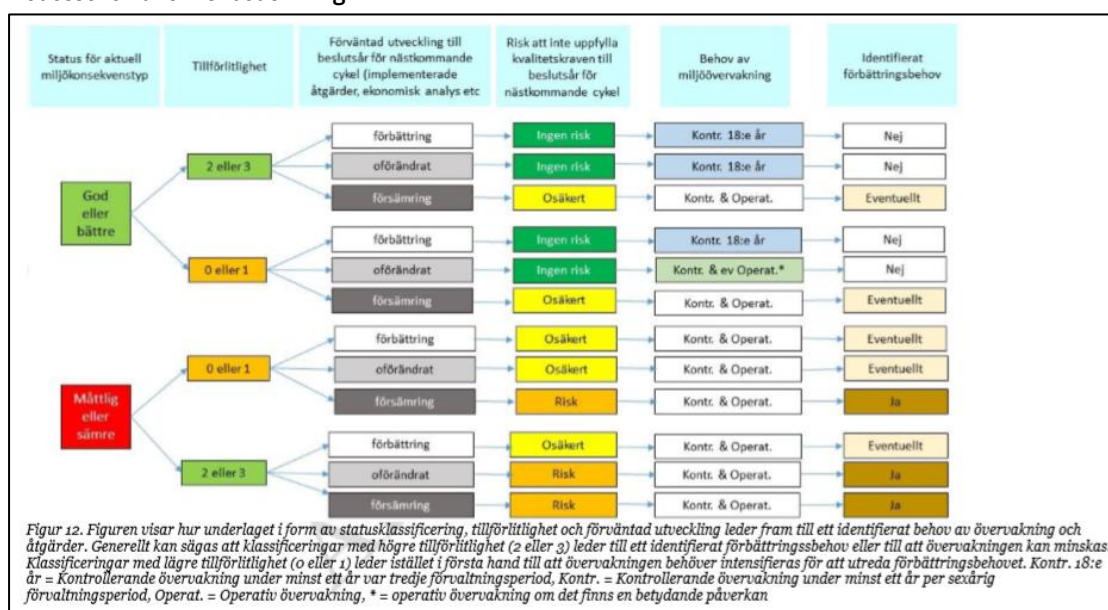 Status för aktuell
miljökonsekvenstyp
Tillförlitlighet
Förväntad utveckling till
beslutsår för nästkommande
cykel (implementerade
åtgärder, ekonomisk analys etc
Risk att inte uppfylla
kvalitetskraven till
beslutsår för
nästkommande cykel
Behov av
miljöövervakning
Identifierat
förbättringsbehov
God
eller
bättre
2 eller 3
förbättring
Ingen risk
Kontr. 18:e år
Nej
oförändrat
Ingen risk
Kontr. 18:e år
Nej
försämring
Osäkert
Kontr. & Operat.
Eventuellt
0 eller 1
förbättring
Ingen risk
Kontr. 18:e år
Nej
oförändrat
Ingen risk
Kontr. & ev Operat.*
Nej
försämring
Osäkert
Kontr. & Operat.
Eventuellt
Måttlig
eller
sämre
0 eller 1
förbättring
Osäkert
Kontr. & Operat.
Eventuellt
oförändrat
Osäkert
Kontr. & Operat.
Eventuellt
försämring
Risk
Kontr. & Operat.
Ja
2 eller 3
förbättring
Osäkert
Kontr. & Operat.
Eventuellt
oförändrat
Risk
Kontr. & Operat.
Ja
försämring
Risk
Kontr. & Operat.
Ja
Figur 12. Figuren visar hur underlaget i form av statusklassificering, tillförlitlighet och förväntad utveckling leder fram till ett identifierat behov av övervakning och
åtgärder. Generellt kan sägas att klassificeringar med högre tillförlitlighet (2 eller 3) leder till ett identifierat förbättringssbehov eller till att övervakningen kan minskas.
Klassificeringar med lägre tillförlitlighet (0 eller 1) leder istället i första hand till att övervakningen behöver intensifieras för att utreda förbättringsbehovet. Kontr. 18:e
år = Kontrollerande övervakning under minst ett år var tredje förvaltningsperiod, Kontr. = Kontrollerande övervakning under minst ett år per sexårig
förvaltningsperiod, Operat. = Operativ övervakning, * = operativ övervakning om det finns en betydande påverkan